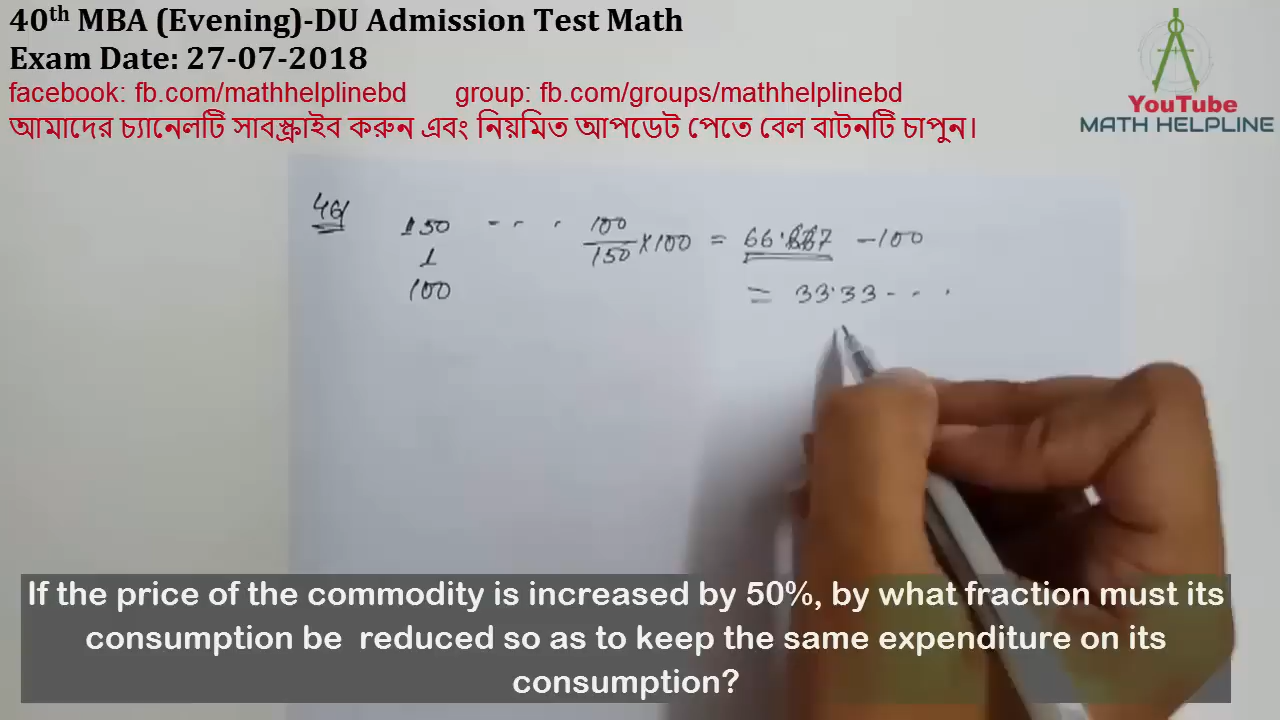 40th MBA (Evening)-DU Admission Test Math
Exam Date: 27-07-2018
facebook: fb.com/mathhelplinebd group: fb.com/groups/mathhelplinebd
আমাদের চ্যানেলটি সাবস্ক্রাইব করুন এবং নিয়মিত আপডেট পেতে বেল বাটনটি চাপুন।
YouTube
MATH HELPLINE
46/ 150 - - - 100/150 × 100 = 66.667 - 100
1
100 = 33.33 - - -
If the price of the commodity is increased by 50%, by what fraction must its
consumption be reduced so as to keep the same expenditure on its
consumption?